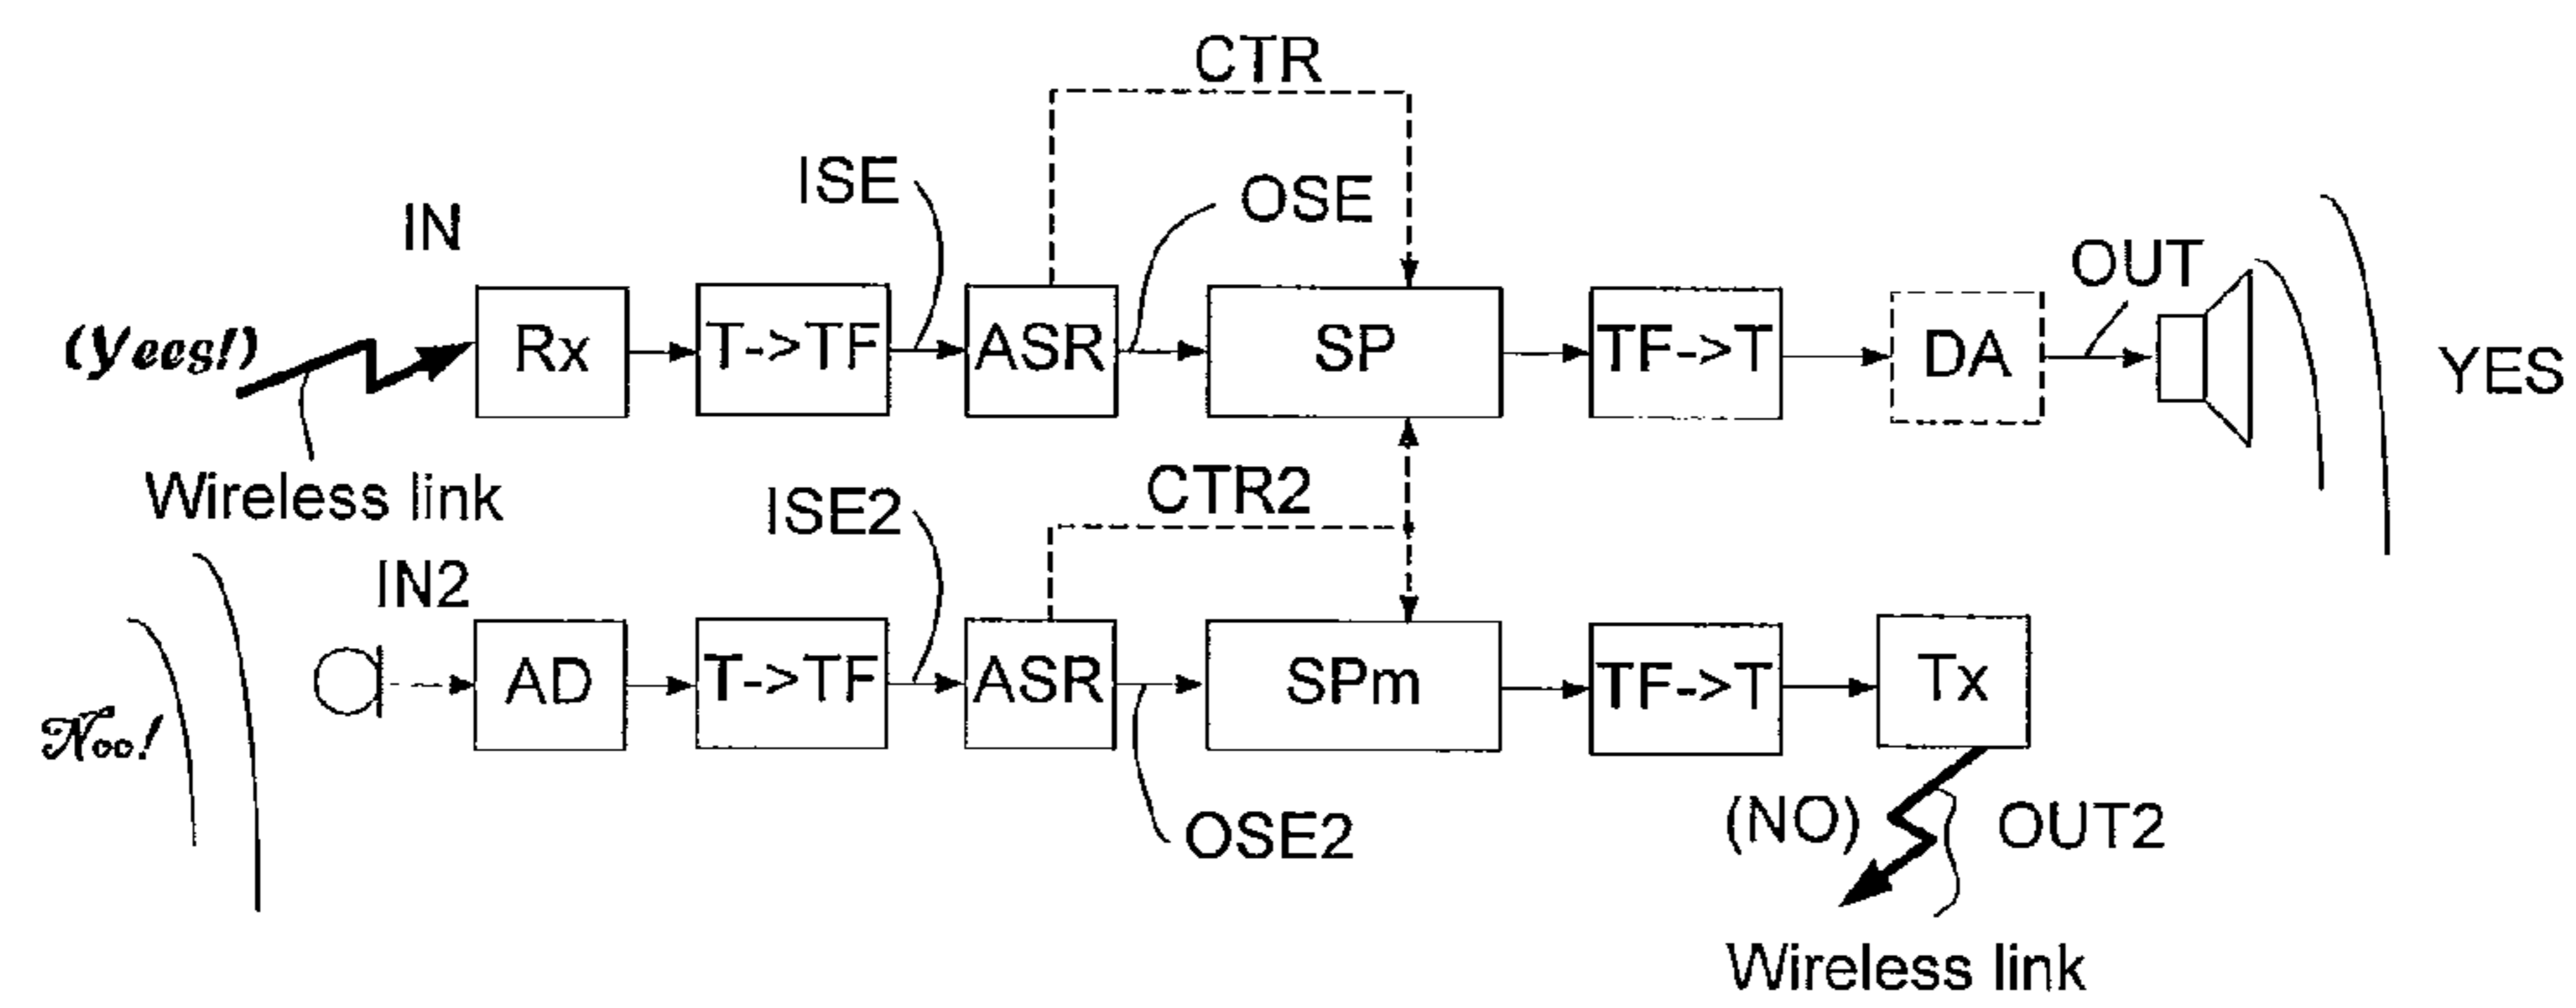 CTR
ISE
OSE
IN
OUT
(Yees!)
Rx
T->TF
ASR
SP
TF->T
DA
YES
Wireless link
CTR2
ISE2
IN2
Noo!
AD
T->TF
ASR
SPm
TF->T
Tx
OSE2
(NO)
OUT2
Wireless link